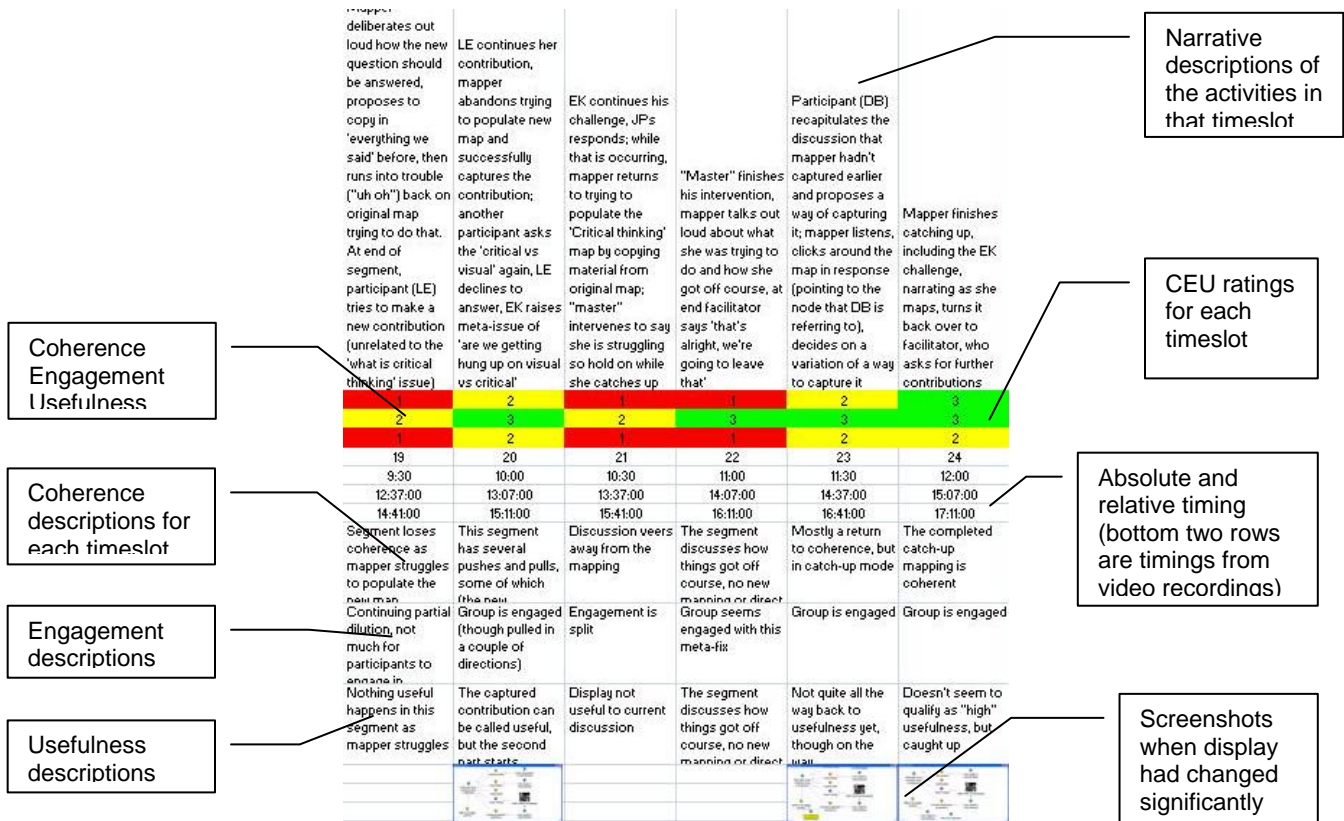 Mapper
deliberates out
loud how the new
question should
be answered,
proposes to
copy in
'everything we
said' before, then
runs into trouble
("uh oh") back on
original map
trying to do that.
At end of
segment,
participant (LE)
tries to make a
new contribution
(unrelated to the
'what is critical
thinking' issue)
LE continues her
contribution,
mapper
abandons trying
to populate new
map and
successfully
captures the
contribution;
another
participant asks
the 'critical vs
visual' again, LE
declines to
answer, EK raises
meta-issue of
'are we getting
hung up on visual
vs critical'
EK continues his
challenge, JPs
responds; while
that is occurring,
mapper returns
to trying to
populate the
'Critical thinking'
map by copying
material from
original map;
"master"
intervenes to say
she is struggling
so hold on while
she catches up
"Master" finishes
his intervention,
mapper talks out
loud about what
she was trying to
do and how she
got off course, at
end facilitator
says 'that's
alright, we're
going to leave
that'
Participant (DB)
recapitulates the
discussion that
mapper hadn't
captured earlier
and proposes a
way of capturing
it; mapper listens,
clicks around the
map in response
(pointing to the
node that DB is
referring to),
decides on a
variation of a way
to capture it
Mapper finishes
catching up,
including the EK
challenge,
narrating as she
maps, turns it
back over to
facilitator, who
asks for further
contributions
Narrative
descriptions of
the activities in
that timeslot
CEU ratings
for each
timeslot
Coherence
Engagement
Usefulness
1 2 1 1 2 3
2 3 2 3 3 3
1 2 1 1 2 2
19 20 21 22 23 24
9:30 10:00 10:30 11:00 11:30 12:00
12:37:00 13:07:00 13:37:00 14:07:00 14:37:00 15:07:00
14:41:00 15:11:00 15:41:00 16:11:00 16:41:00 17:11:00
Absolute and
relative timing
(bottom two rows
are timings from
video recordings)
Coherence
descriptions for
each timeslot
Segment loses
coherence as
mapper struggles
to populate the
new map
This segment
has several
pushes and pulls,
some of which
(the new
Discussion veers
away from the
mapping
The segment
discusses how
things got off
course, no new
mapping or direct
Mostly a return
to coherence, but
in catch-up mode
The completed
catch-up
mapping is
coherent
Engagement
descriptions
Continuing partial
dilution, not
much for
participants to
engage in
Group is engaged
(though pulled in
a couple of
directions)
Engagement is
split
Group seems
engaged with this
meta-fix
Group is engaged
Group is engaged
Usefulness
descriptions
Nothing useful
happens in this
segment as
mapper struggles
The captured
contribution can
be called useful,
but the second
part starts
Display not
useful to current
discussion
The segment
discusses how
things got off
course, no new
mapping or direct
Not quite all the
way back to
usefulness yet,
though on the
way
Doesn't seem to
qualify as "high"
usefulness, but
caught up
Screenshots
when display
had changed
significantly